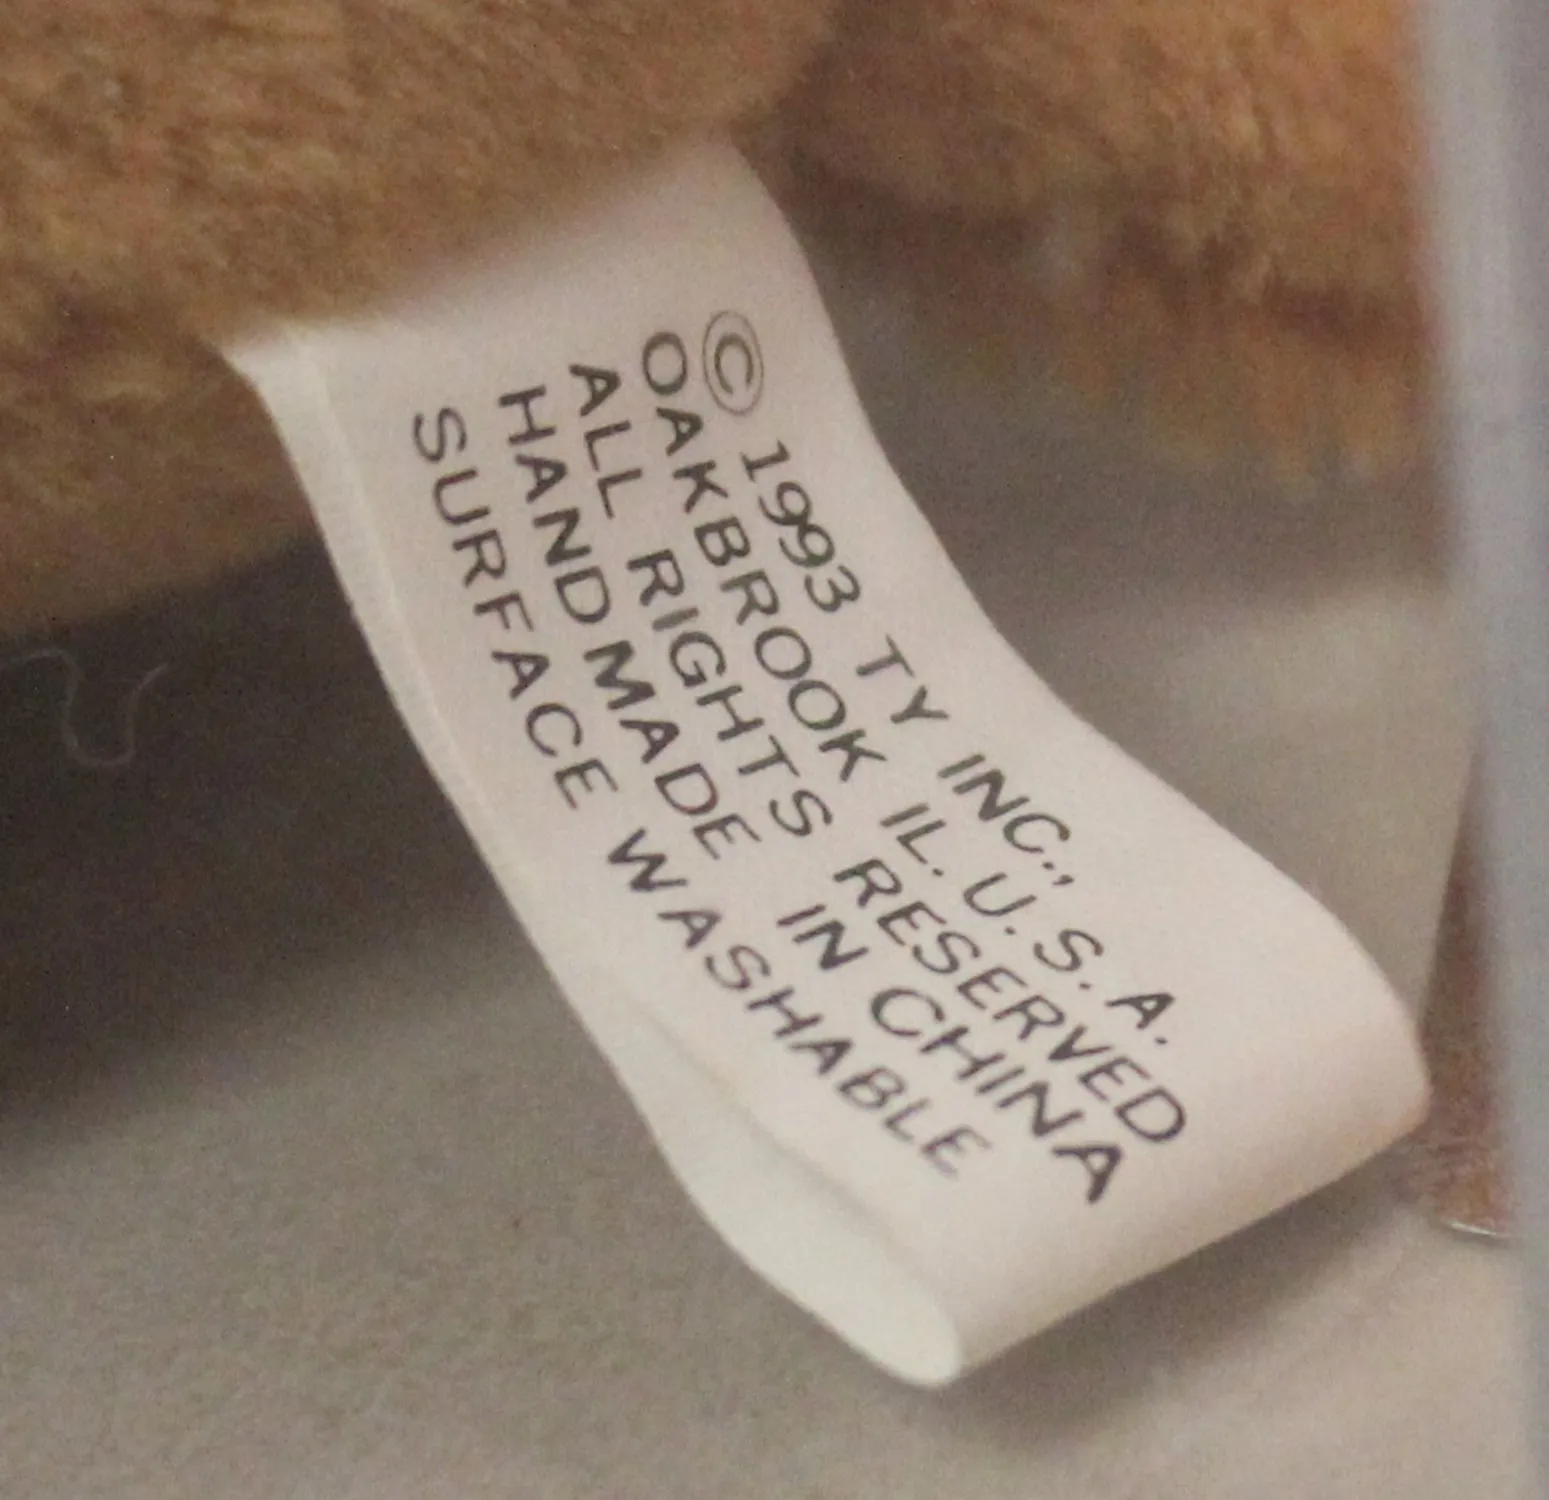 © 1993 TY INC.,
OAKBROOK IL. U.S.A.
ALL RIGHTS RESERVED
HAND MADE IN CHINA
SURFACE WASHABLE